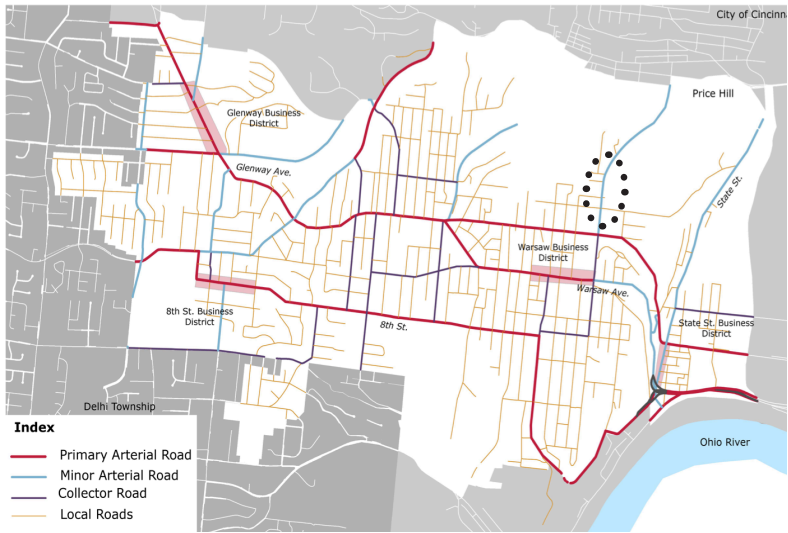 City of Cincinna
Price Hill
Glenway Business
District
Glenway Ave.
State St.
Warsaw Business
District
Warsaw Ave.
8th St. Business
District
8th St.
State St. Business
District
Delhi Township
Ohio River
Index
Primary Arterial Road
Minor Arterial Road
Collector Road
Local Roads